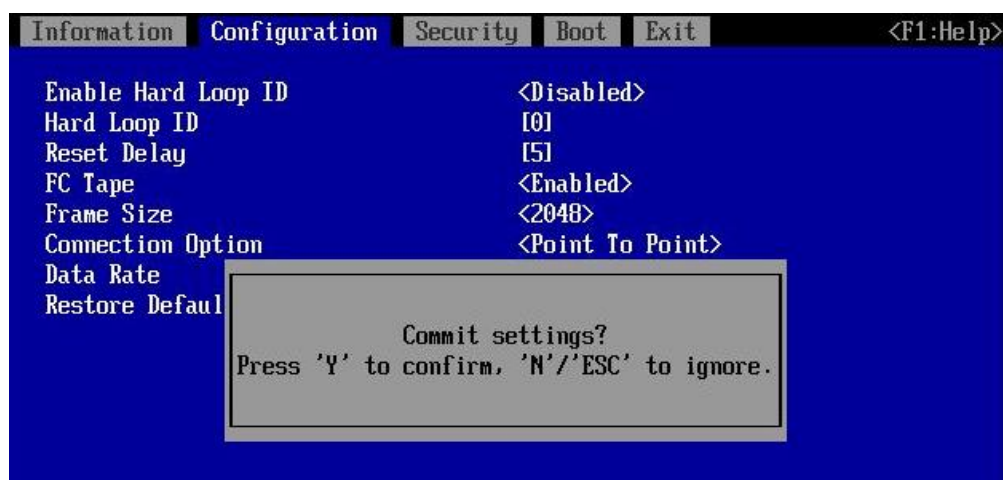 Information Configuration Security Boot Exit <F1:Help>
Enable Hard Loop ID <Disabled>
Hard Loop ID [0]
Reset Delay [5]
FC Tape <Enabled>
Frame Size <2048>
Connection Option <Point To Point>
Data Rate
Restore Defaul
Commit settings?
Press 'Y' to confirm, 'N'/'ESC' to ignore.